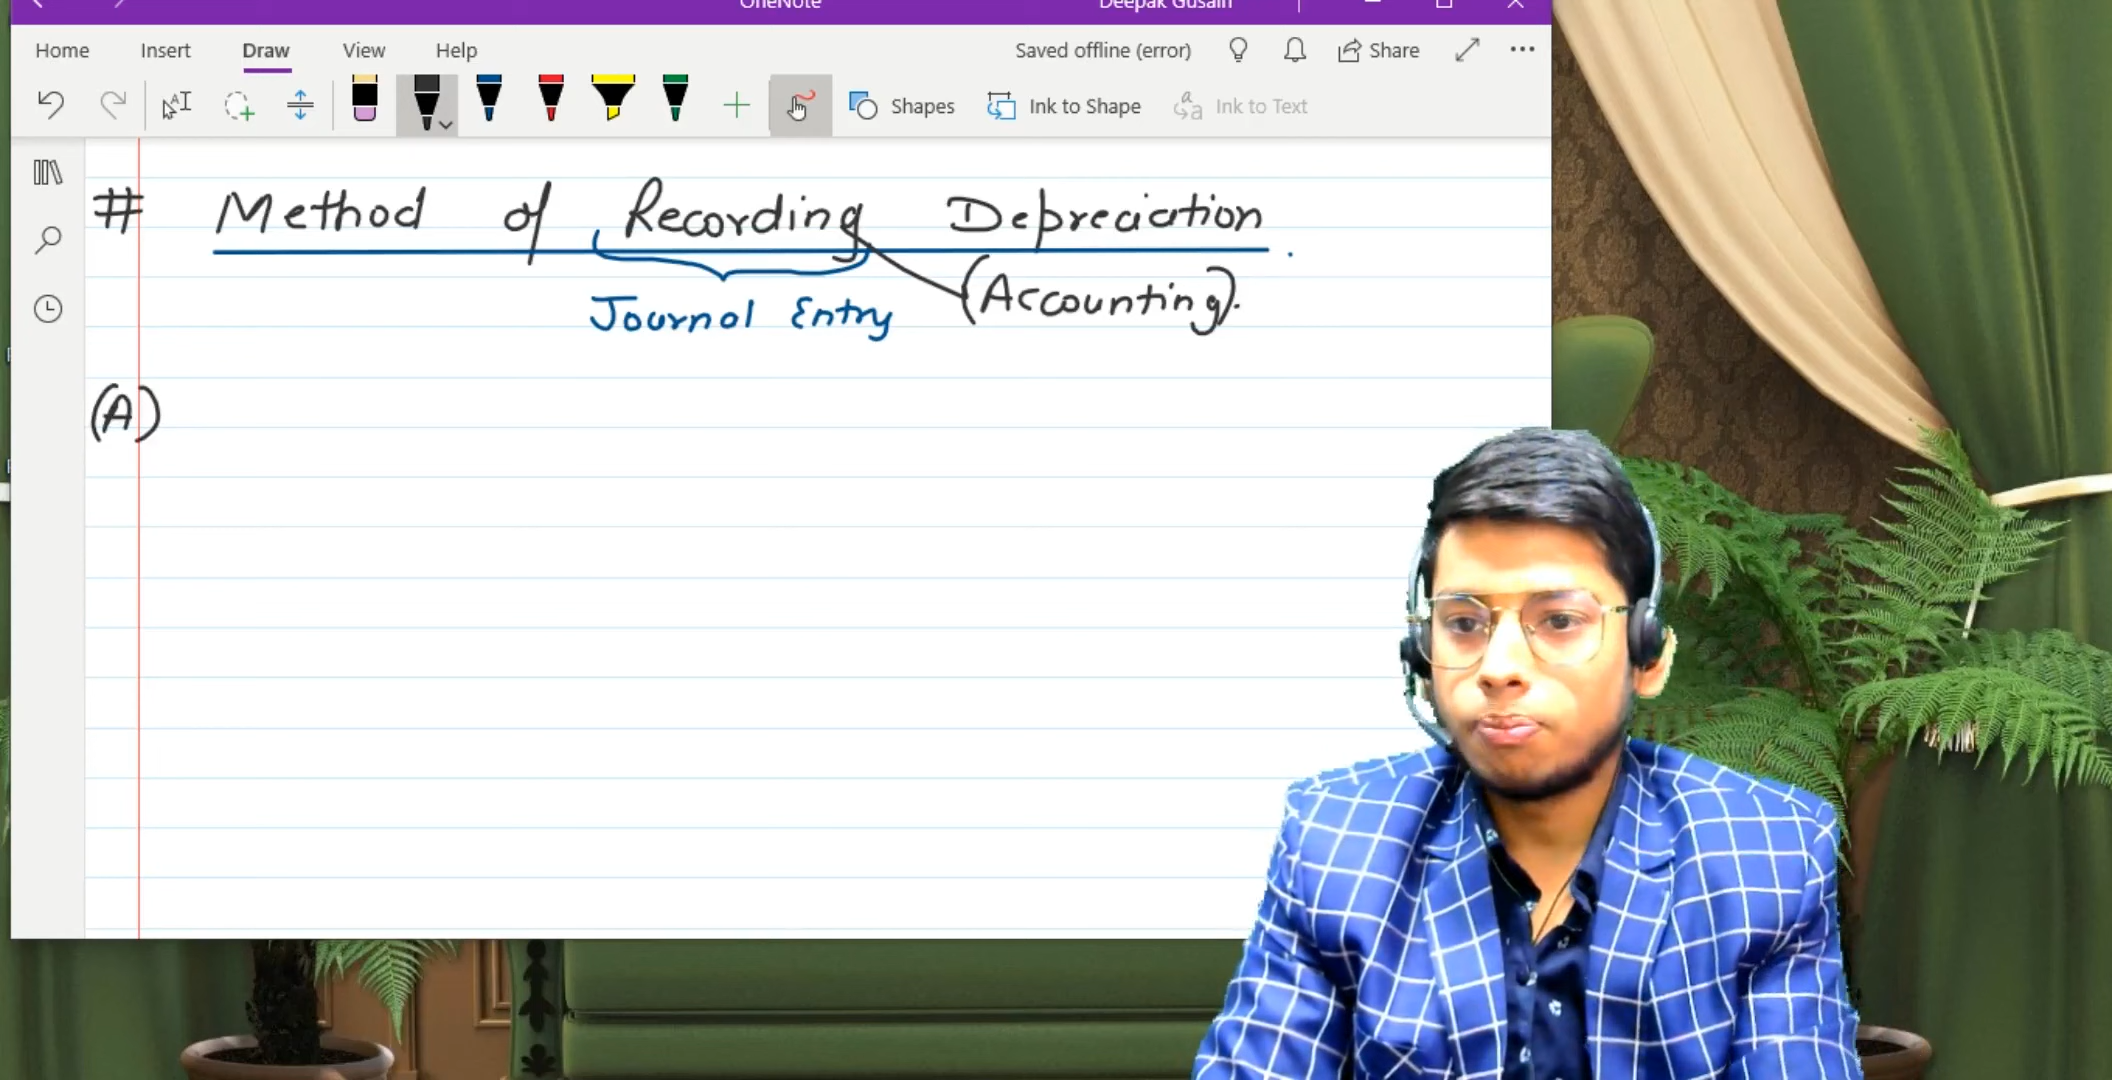 OneNote Deepak Gusain
Home Insert Draw View Help Saved offline (error) Share
Shapes Ink to Shape Ink to Text
# Method of Recording Depreciation.
Journal Entry (Accounting).
(A)